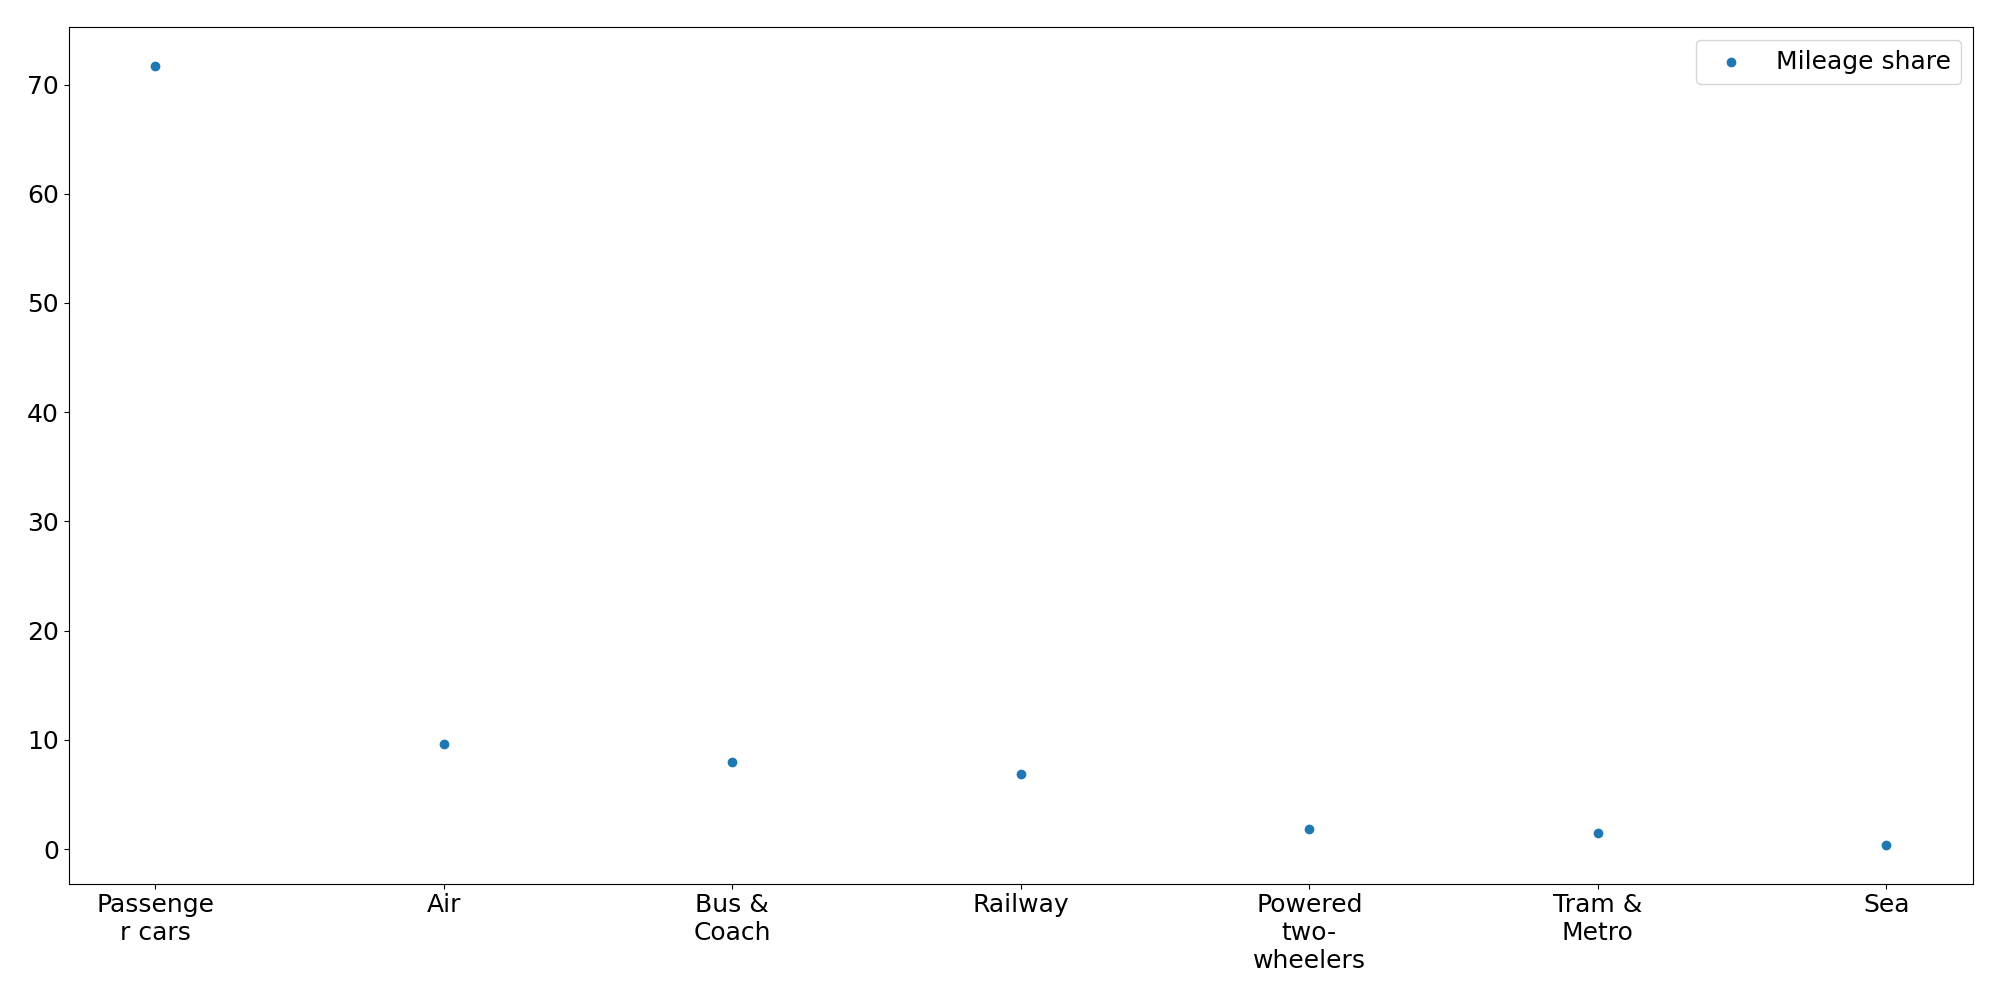 Mileage share
70
60
50
40
30
20
10
0
Passenge
r cars
Air
Bus &
Coach
Railway
Powered
two-
wheelers
Tram &
Metro
Sea